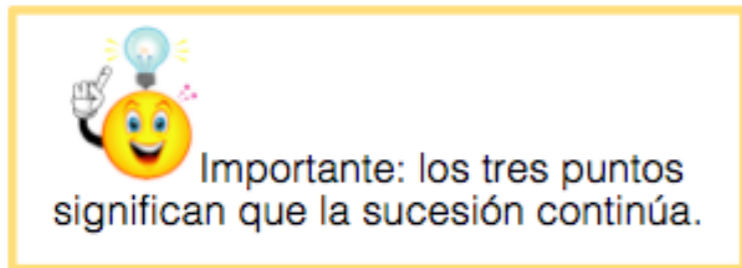 Importante: los tres puntos
significan que la sucesión continúa.